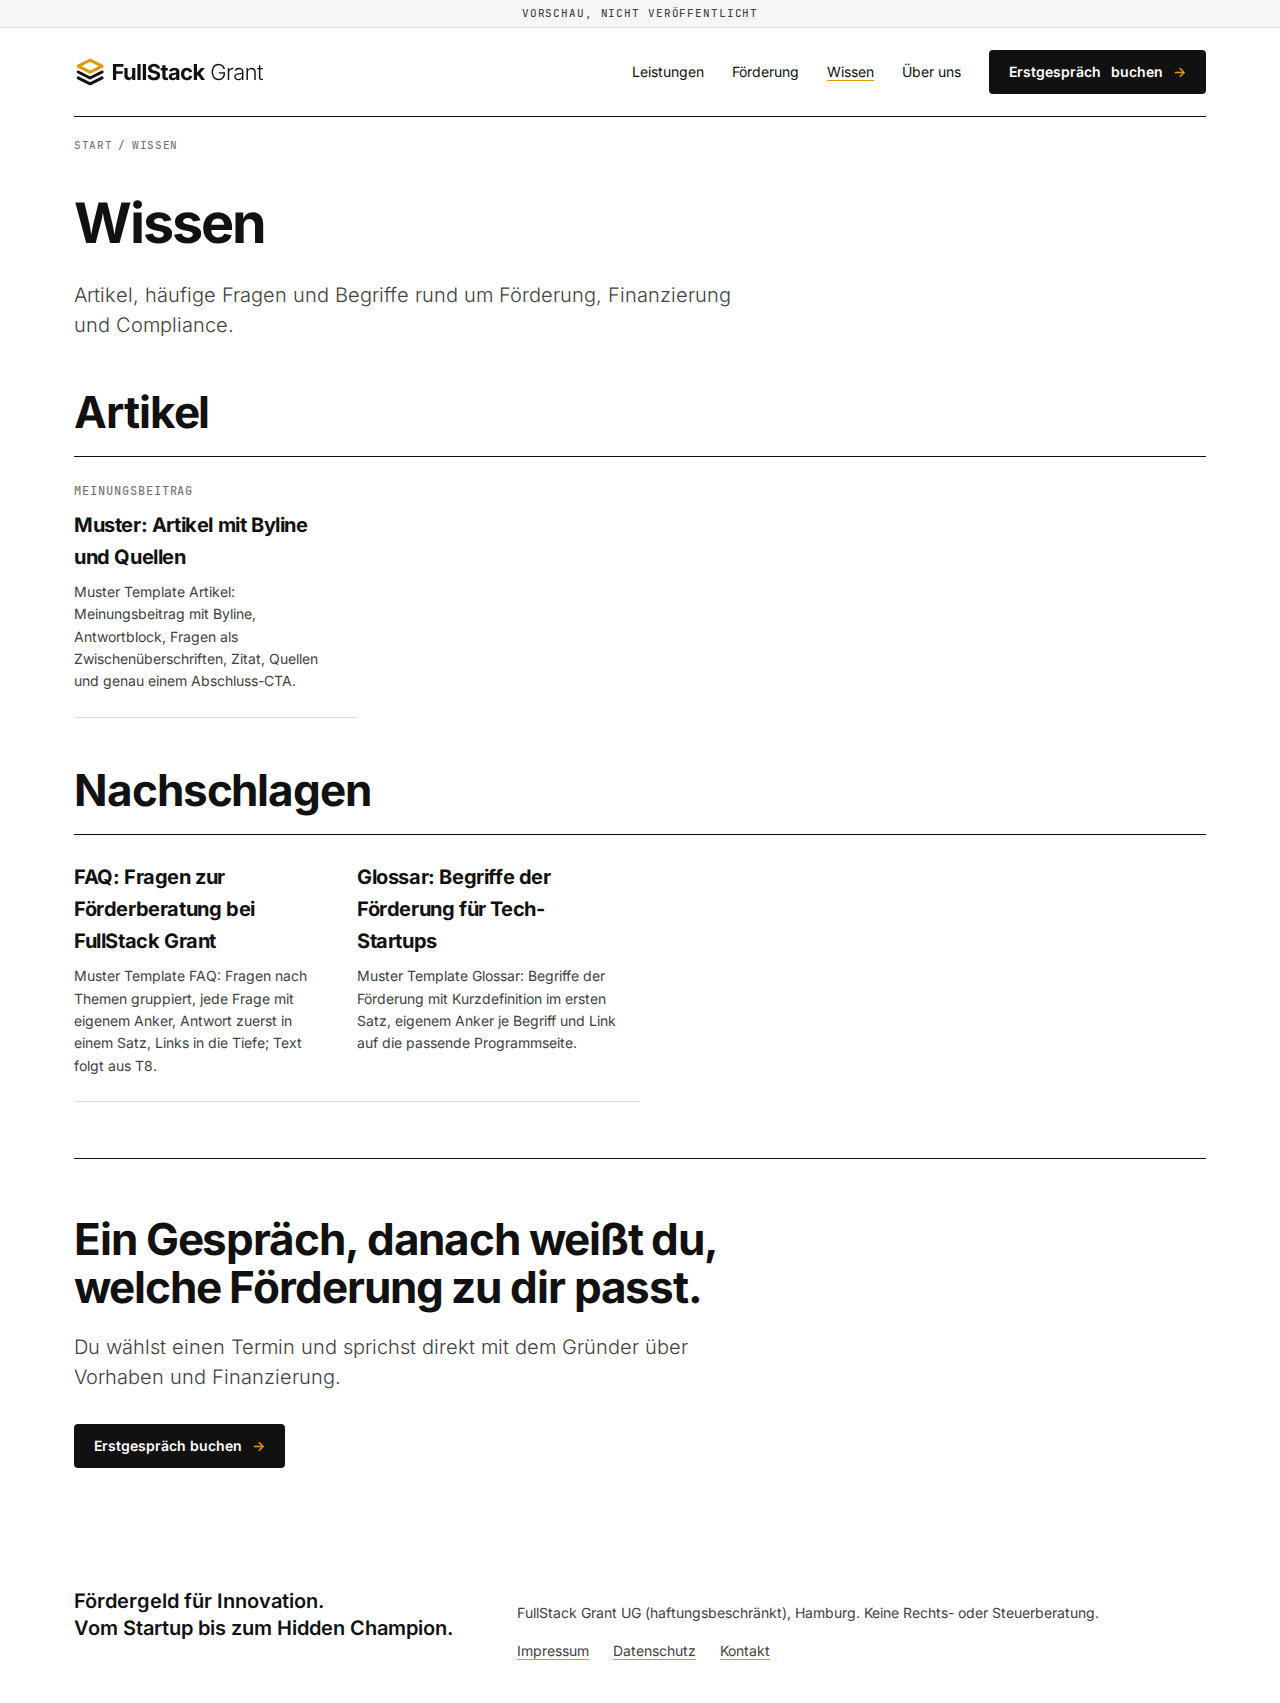 VORSCHAU, NICHT VERÖFFENTLICHT
FullStack Grant
Leistungen Förderung Wissen Über uns Erstgespräch buchen →
START / WISSEN
Wissen
Artikel, häufige Fragen und Begriffe rund um Förderung, Finanzierung
und Compliance.
Artikel
MEINUNGSBEITRAG
Muster: Artikel mit Byline
und Quellen
Muster Template Artikel:
Meinungsbeitrag mit Byline,
Antwortblock, Fragen als
Zwischenüberschriften, Zitat, Quellen
und genau einem Abschluss-CTA.
Nachschlagen
FAQ: Fragen zur
Förderberatung bei
FullStack Grant
Muster Template FAQ: Fragen nach
Themen gruppiert, jede Frage mit
eigenem Anker, Antwort zuerst in
einem Satz, Links in die Tiefe; Text
folgt aus T8.
Glossar: Begriffe der
Förderung für Tech-
Startups
Muster Template Glossar: Begriffe der
Förderung mit Kurzdefinition im ersten
Satz, eigenem Anker je Begriff und Link
auf die passende Programmseite.
Ein Gespräch, danach weißt du,
welche Förderung zu dir passt.
Du wählst einen Termin und sprichst direkt mit dem Gründer über
Vorhaben und Finanzierung.
Erstgespräch buchen →
Fördergeld für Innovation.
Vom Startup bis zum Hidden Champion.
FullStack Grant UG (haftungsbeschränkt), Hamburg. Keine Rechts- oder Steuerberatung.
Impressum Datenschutz Kontakt